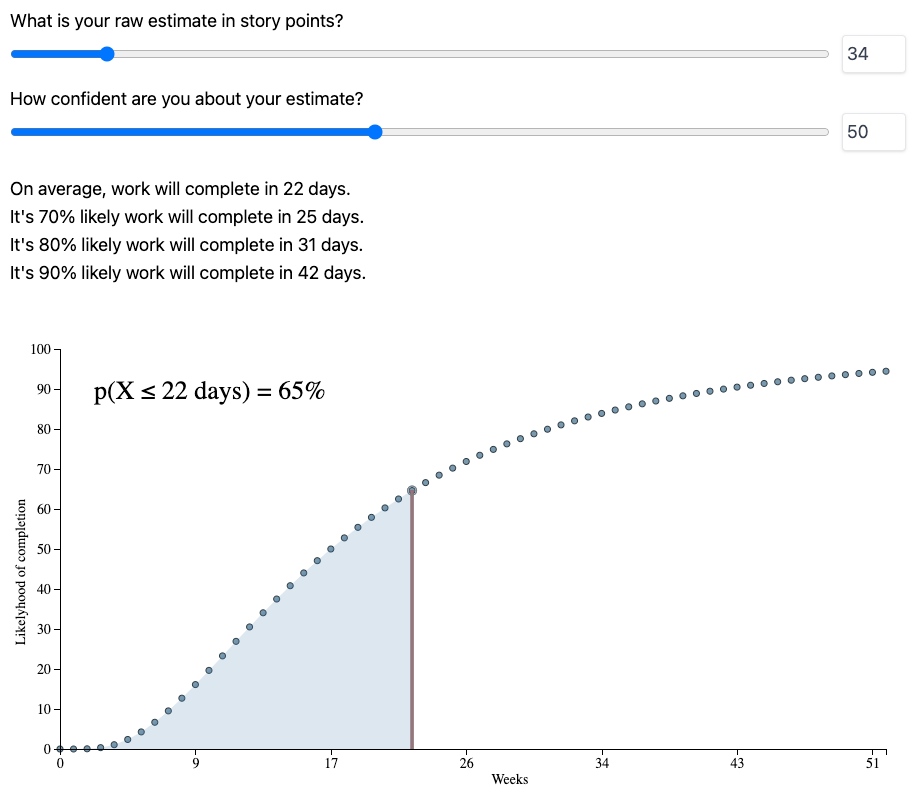 What is your raw estimate in story points?
34
How confident are you about your estimate?
50
On average, work will complete in 22 days.
It's 70% likely work will complete in 25 days.
It's 80% likely work will complete in 31 days.
It's 90% likely work will complete in 42 days.
p(X ≤ 22 days) = 65%
100
90
80
70
60
50
40
30
20
10
0
Likelyhood of completion
0 9 17 26 34 43 51
Weeks